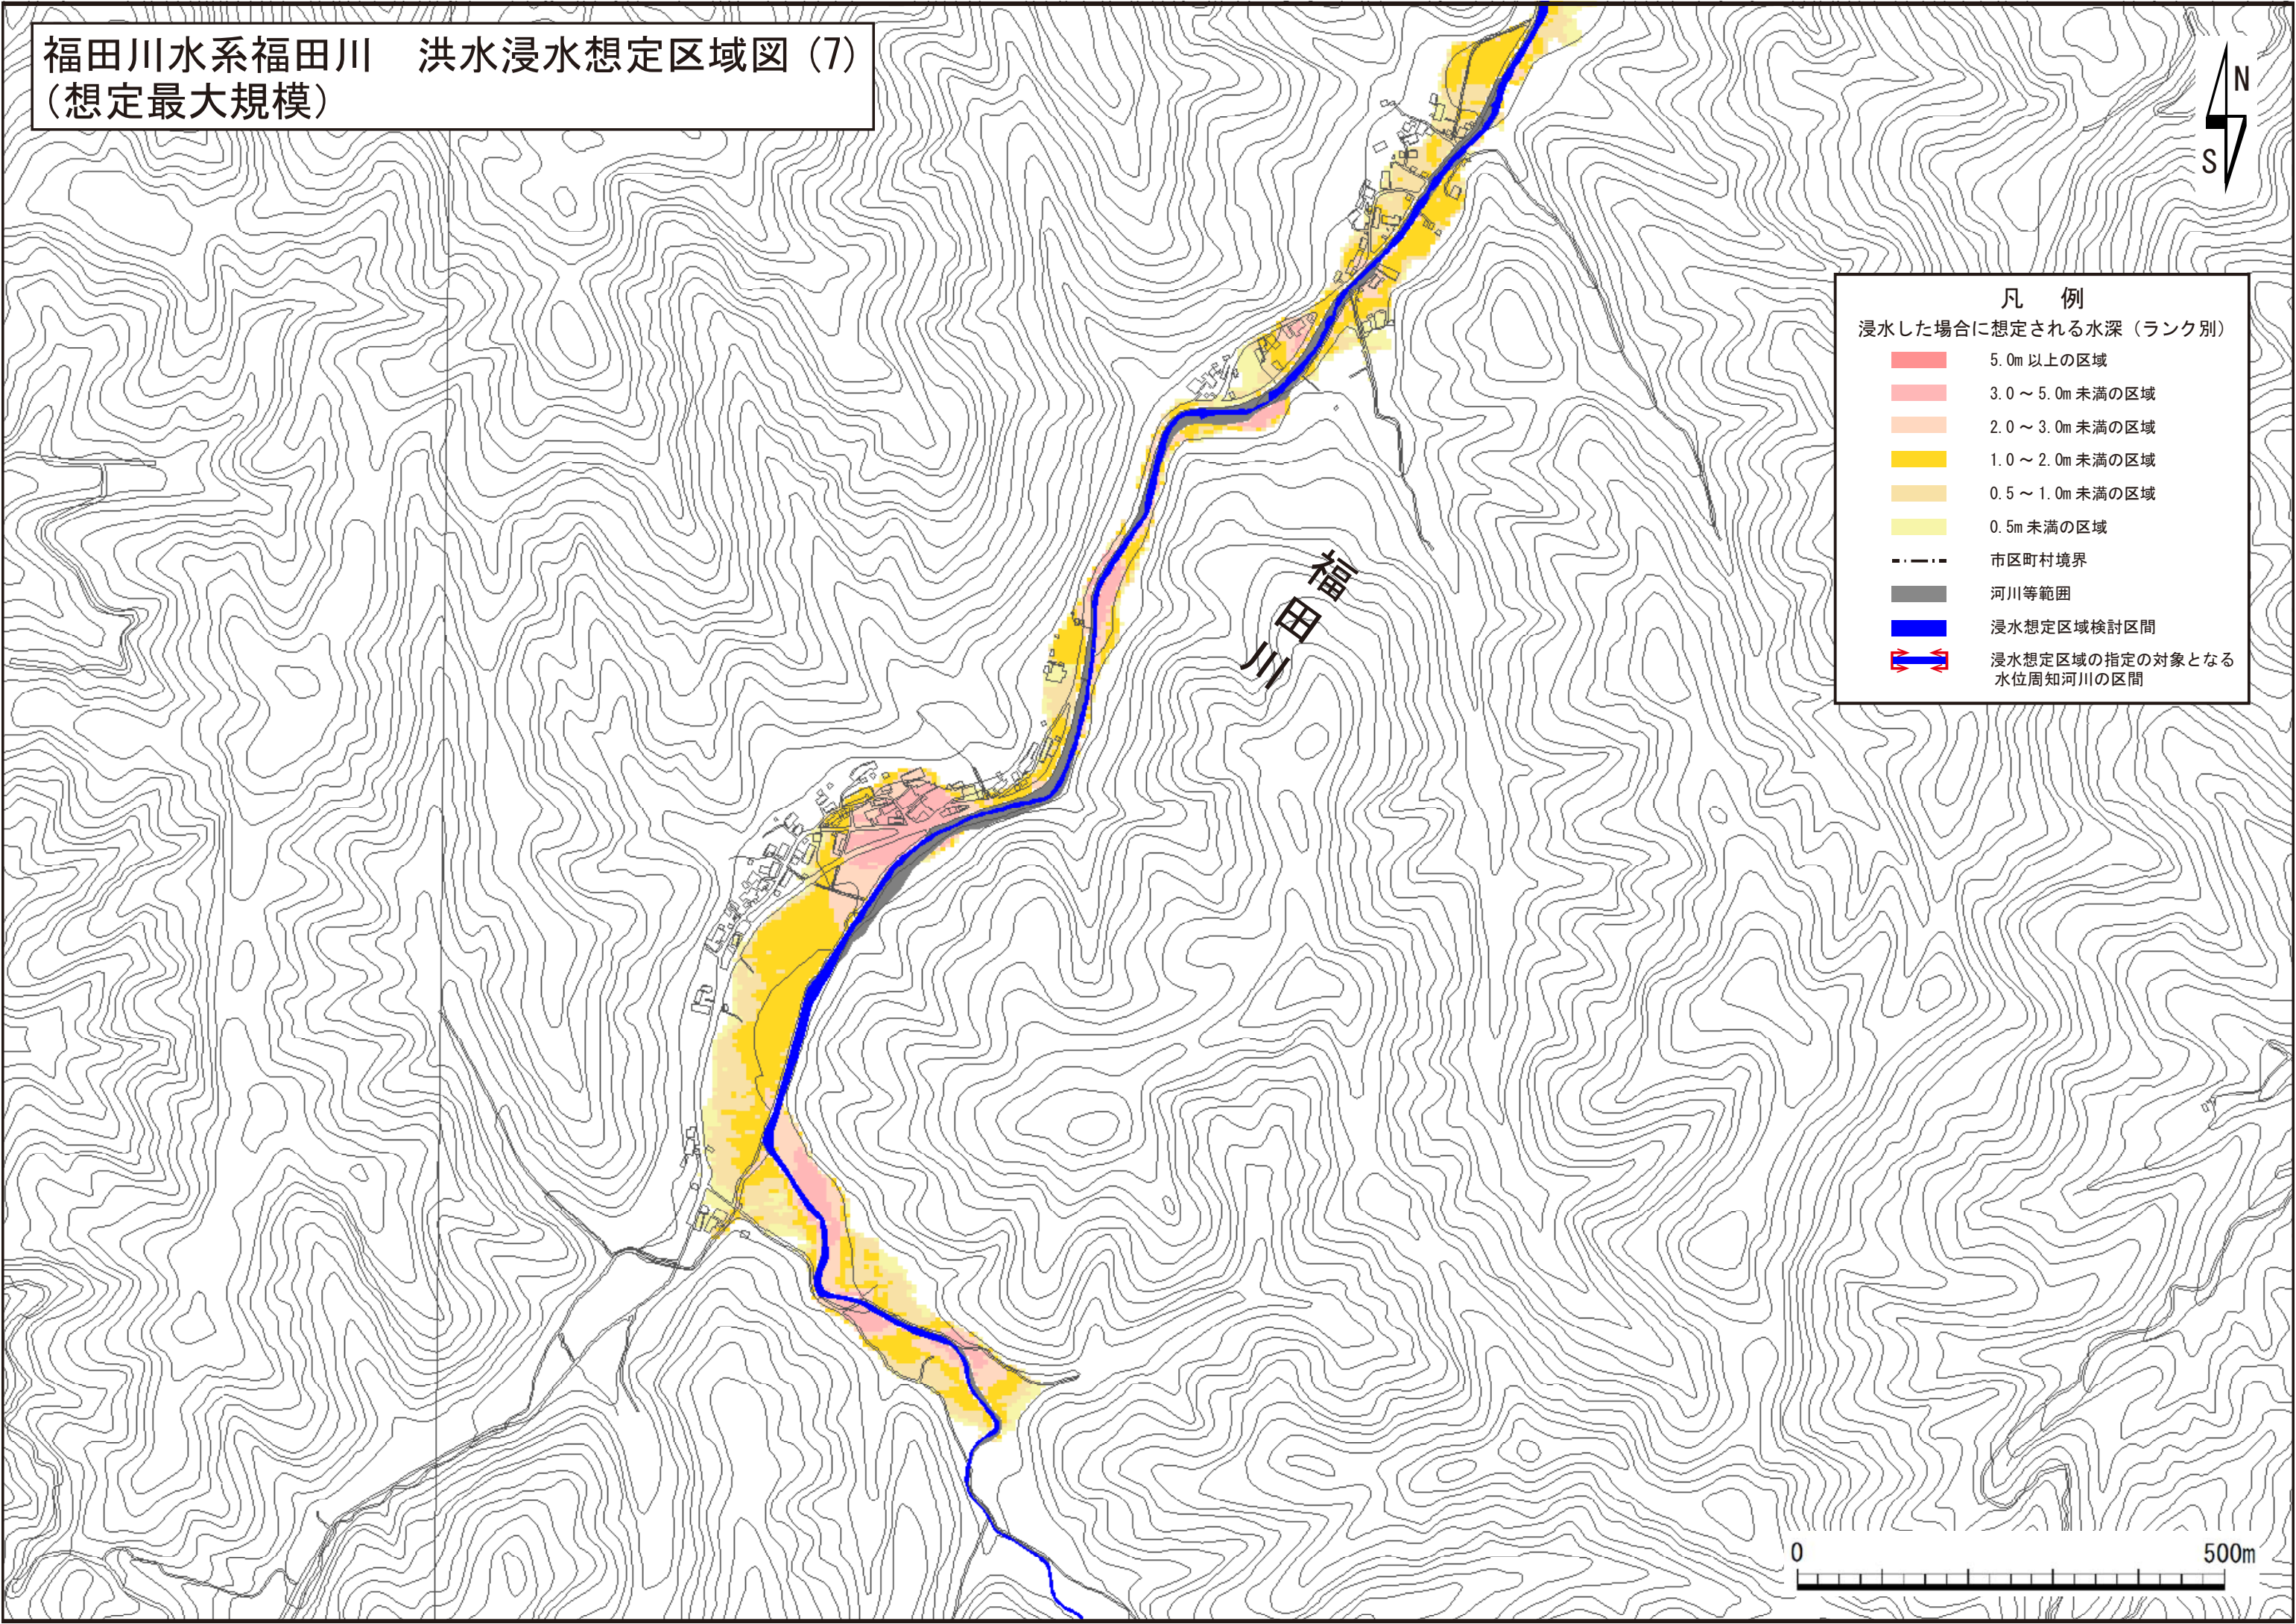 福田川水系福田川　洪水浸水想定区域図（7）
（想定最大規模）
N
S
凡　例
浸水した場合に想定される水深（ランク別）
5.0m 以上の区域
3.0 ～ 5.0m 未満の区域
2.0 ～ 3.0m 未満の区域
1.0 ～ 2.0m 未満の区域
0.5 ～ 1.0m 未満の区域
0.5m 未満の区域
市区町村境界
河川等範囲
浸水想定区域検討区間
浸水想定区域の指定の対象となる
水位周知河川の区間
福田川
0 500m